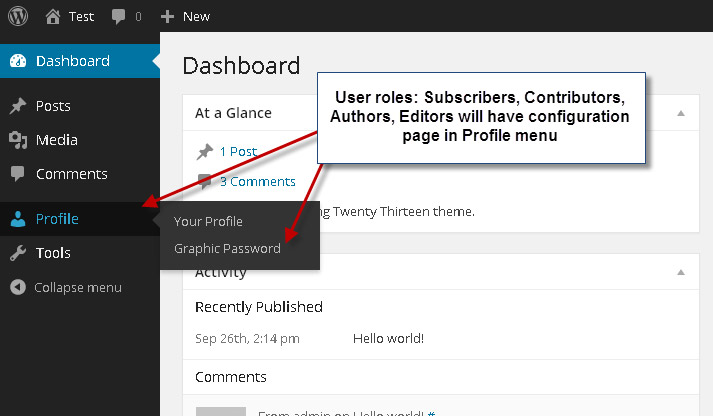 Test 0 New
Dashboard
Posts
Media
Comments
Profile
Tools
Collapse menu
Your Profile
Graphic Password
Dashboard
User roles: Subscribers, Contributors,
Authors, Editors will have configuration
page in Profile menu
At a Glance
1 Post
3 Comments
ng Twenty Thirteen theme.
Activity
Recently Published
Sep 26th, 2:14 pm Hello world!
Comments
From admin on Hello world! #